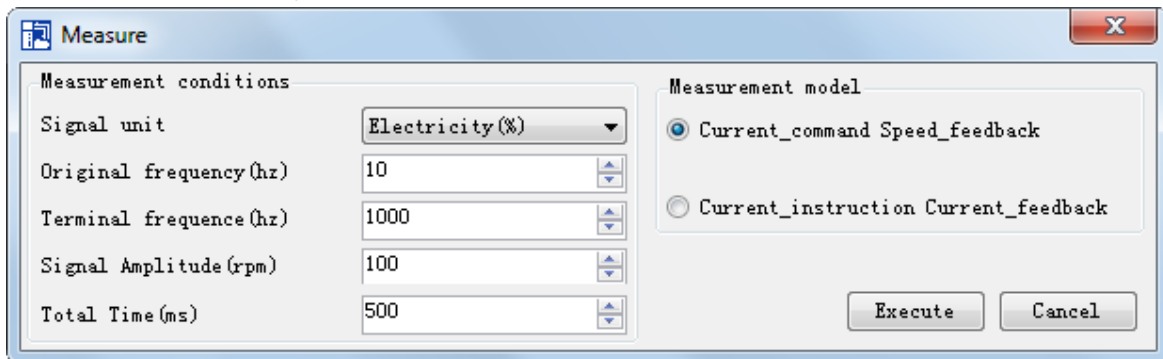 Measure
Measurement conditions
Signal unit
Electricity(%)
Original frequency(hz)
10
Terminal frequence(hz)
1000
Signal Amplitude(rpm)
100
Total Time(ms)
500
Measurement model
Current_command Speed_feedback
Current_instruction Current_feedback
Execute
Cancel